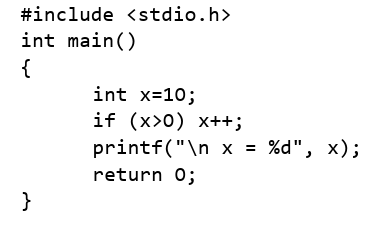 #include <stdio.h>
int main()
{
int x=10;
if (x>0) x++;
printf("\n x = %d", x);
return 0;
}